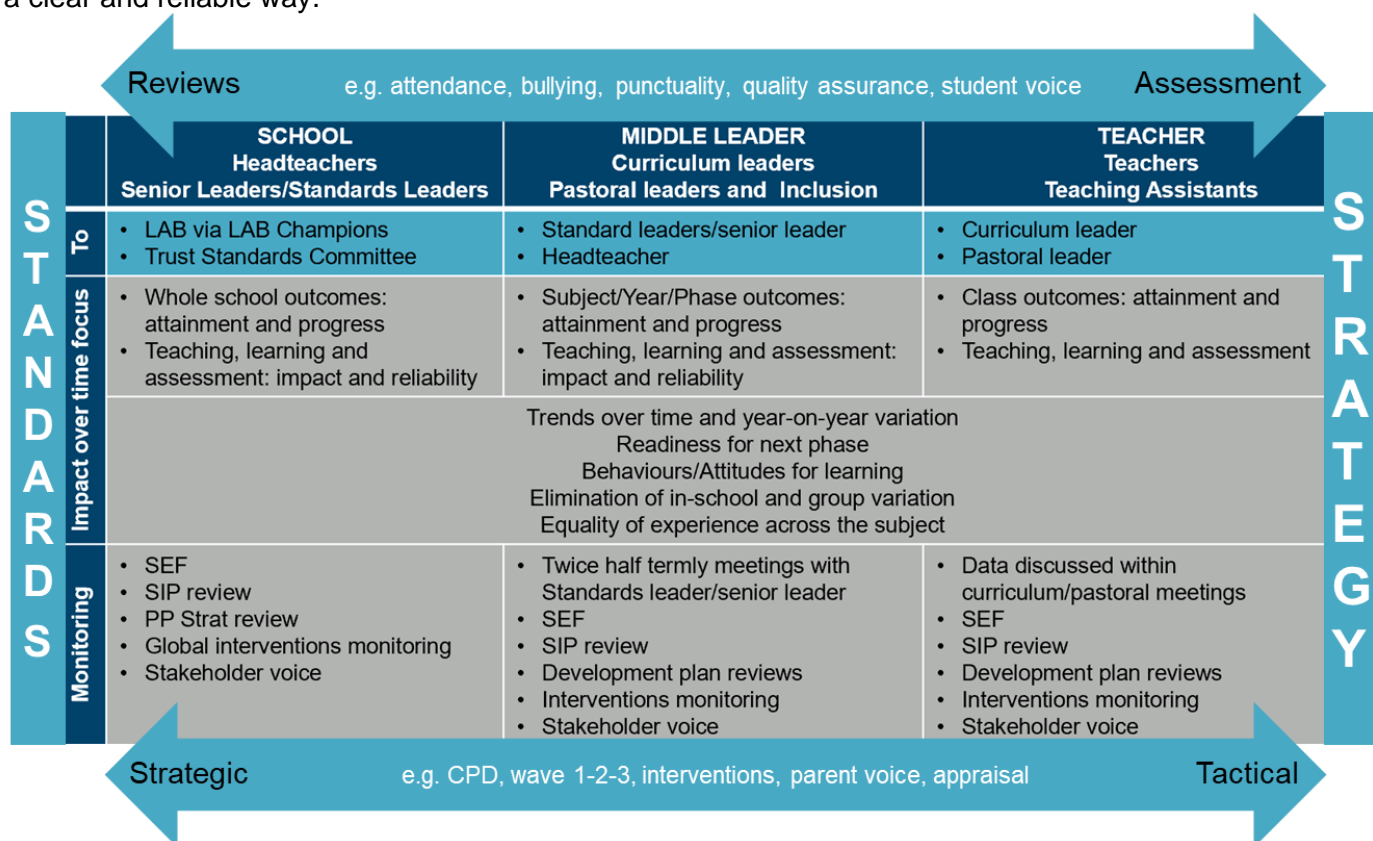 a clear and reliable way.
Reviews
e.g. attendance, bullying, punctuality, quality assurance, student voice
Assessment
STANDARDS
SCHOOL
Headteachers
Senior Leaders/Standards Leaders
MIDDLE LEADER
Curriculum leaders
Pastoral leaders and Inclusion
TEACHER
Teachers
Teaching Assistants
To
• LAB via LAB Champions
• Trust Standards Committee
• Standard leaders/senior leader
• Headteacher
• Curriculum leader
• Pastoral leader
Impact over time focus
• Whole school outcomes:
attainment and progress
• Teaching, learning and
assessment: impact and reliability
• Subject/Year/Phase outcomes:
attainment and progress
• Teaching, learning and assessment:
impact and reliability
• Class outcomes: attainment and
progress
• Teaching, learning and assessment
Trends over time and year-on-year variation
Readiness for next phase
Behaviours/Attitudes for learning
Elimination of in-school and group variation
Equality of experience across the subject
Monitoring
• SEF
• SIP review
• PP Strat review
• Global interventions monitoring
• Stakeholder voice
• Twice half termly meetings with
Standards leader/senior leader
• SEF
• SIP review
• Development plan reviews
• Interventions monitoring
• Stakeholder voice
• Data discussed within
curriculum/pastoral meetings
• SEF
• SIP review
• Development plan reviews
• Interventions monitoring
• Stakeholder voice
STRATEGY
Strategic
e.g. CPD, wave 1-2-3, interventions, parent voice, appraisal
Tactical